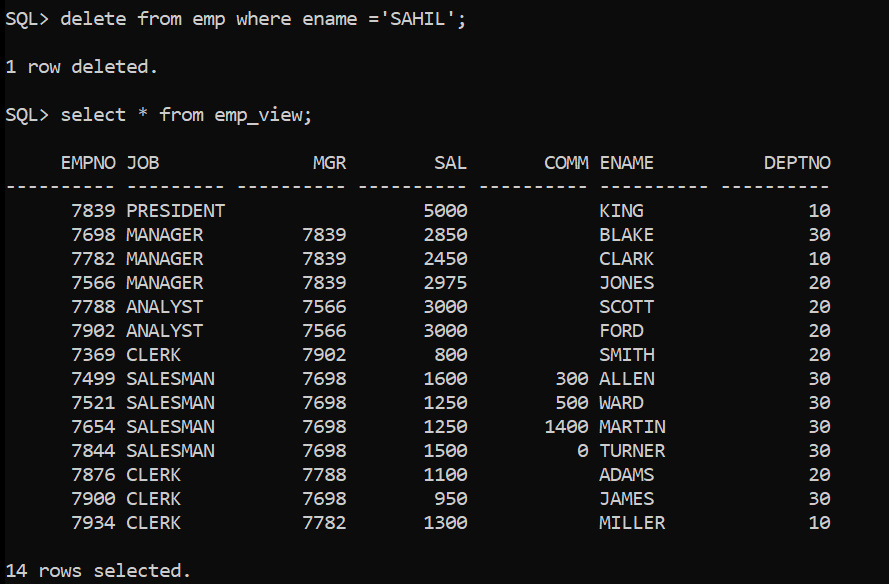 SQL> delete from emp where ename ='SAHIL';
1 row deleted.
SQL> select * from emp_view;
     EMPNO JOB              MGR        SAL       COMM ENAME          DEPTNO
---------- --------- ---------- ---------- ---------- ---------- ----------
      7839 PRESIDENT                  5000            KING               10
      7698 MANAGER         7839       2850            BLAKE              30
      7782 MANAGER         7839       2450            CLARK              10
      7566 MANAGER         7839       2975            JONES              20
      7788 ANALYST         7566       3000            SCOTT              20
      7902 ANALYST         7566       3000            FORD               20
      7369 CLERK           7902        800            SMITH              20
      7499 SALESMAN        7698       1600        300 ALLEN              30
      7521 SALESMAN        7698       1250        500 WARD               30
      7654 SALESMAN        7698       1250       1400 MARTIN             30
      7844 SALESMAN        7698       1500          0 TURNER             30
      7876 CLERK           7788       1100            ADAMS              20
      7900 CLERK           7698        950            JAMES              30
      7934 CLERK           7782       1300            MILLER             10
14 rows selected.